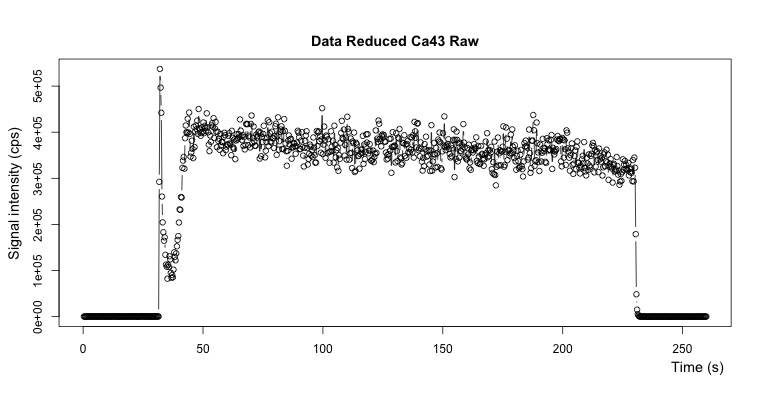 Data Reduced Ca43 Raw
Signal intensity (cps)
5e+05
4e+05
3e+05
2e+05
1e+05
0e+00
0 50 100 150 200 250
Time (s)